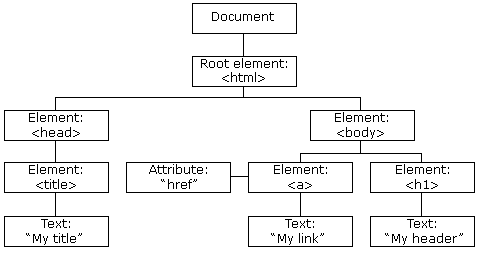 Document
Root element:
<html>
Element:
<head>
Element:
<body>
Element:
<title>
Attribute:
“href”
Element:
<a>
Element:
<h1>
Text:
“My title”
Text:
“My link”
Text:
“My header”